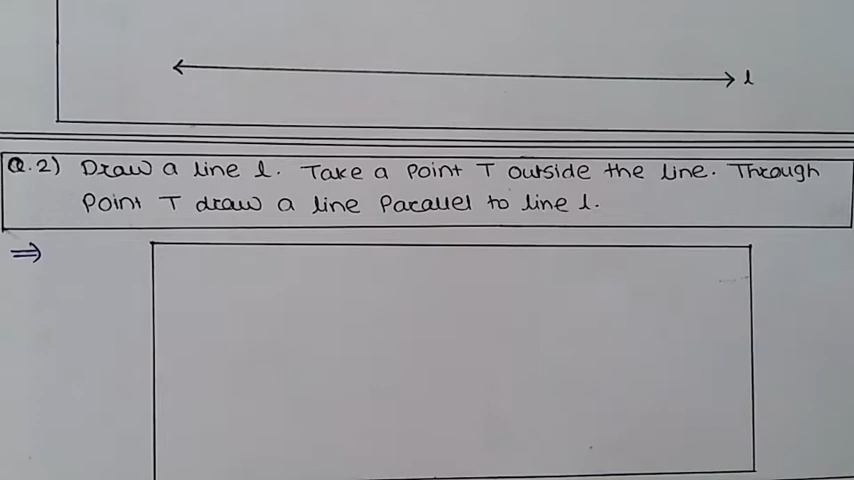 l
Q.2) Draw a line l. Take a point T outside the line. Through
point T draw a line parallel to line l.
⇒